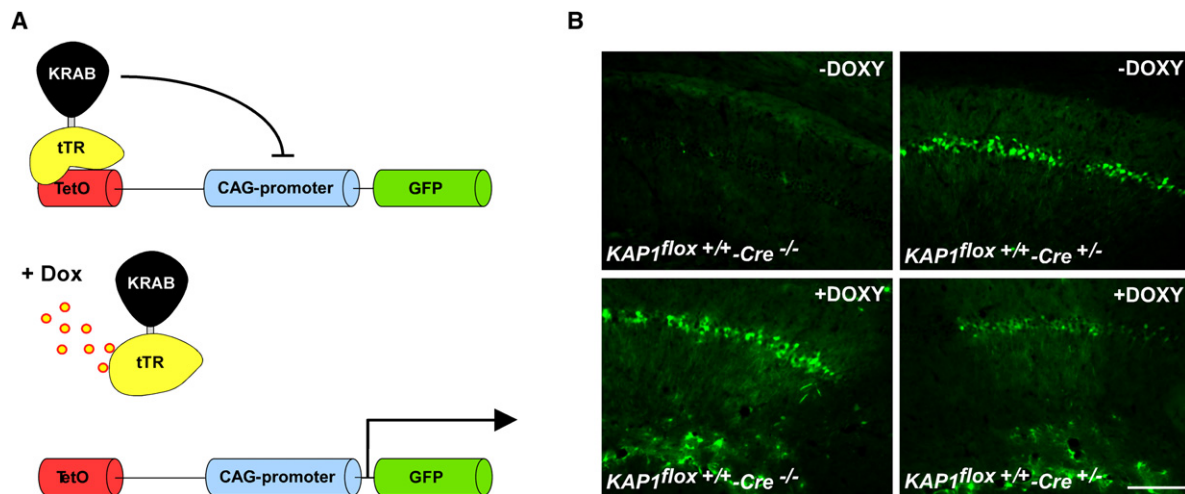 A
KRAB
tTR
TetO
CAG-promoter
GFP
+ Dox
KRAB
tTR
TetO
CAG-promoter
GFP
B
-DOXY
KAP1flox +/+-Cre -/-
-DOXY
KAP1flox +/+-Cre +/-
+DOXY
KAP1flox +/+-Cre -/-
+DOXY
KAP1flox +/+-Cre +/-